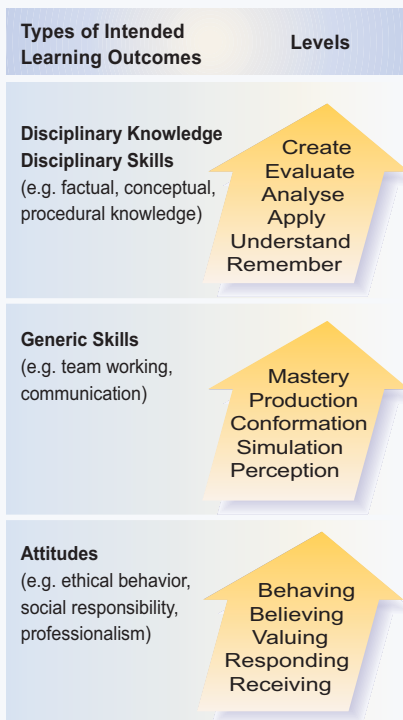 Types of Intended
Learning Outcomes
Levels
Disciplinary Knowledge
Disciplinary Skills
(e.g. factual, conceptual,
procedural knowledge)
Create
Evaluate
Analyse
Apply
Understand
Remember
Generic Skills
(e.g. team working,
communication)
Mastery
Production
Conformation
Simulation
Perception
Attitudes
(e.g. ethical behavior,
social responsibility,
professionalism)
Behaving
Believing
Valuing
Responding
Receiving